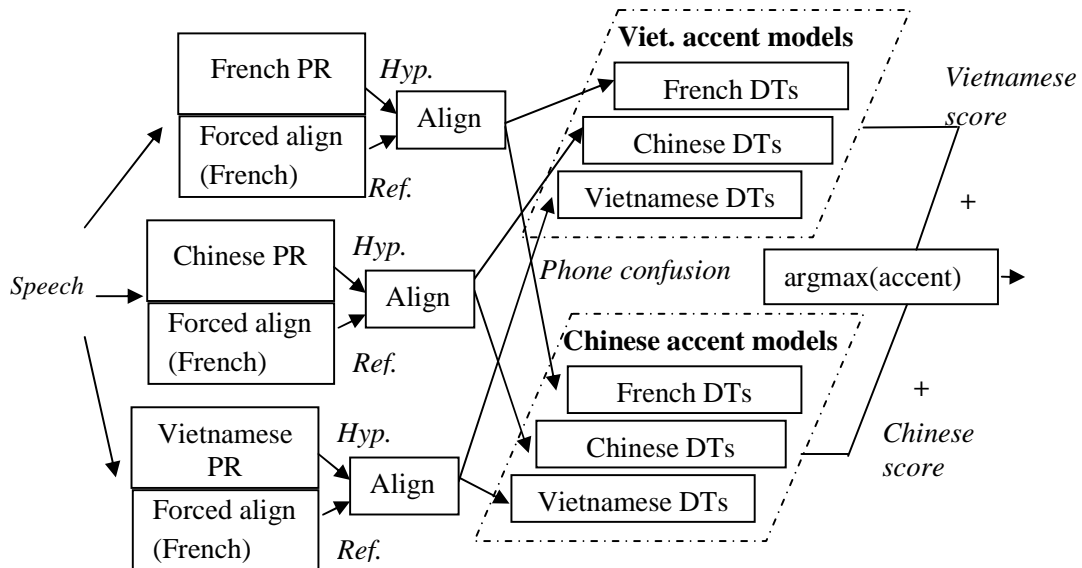 Viet. accent models
French PR
Hyp.
Align
French DTs
Vietnamese
score
Forced align
(French)
Ref.
Chinese DTs
Vietnamese DTs
+
Chinese PR
Hyp.
Phone confusion
argmax(accent)
Speech
Align
Forced align
(French)
Ref.
Chinese accent models
French DTs
+
Chinese
score
Vietnamese
PR
Hyp.
Chinese DTs
Align
Vietnamese DTs
Forced align
(French)
Ref.